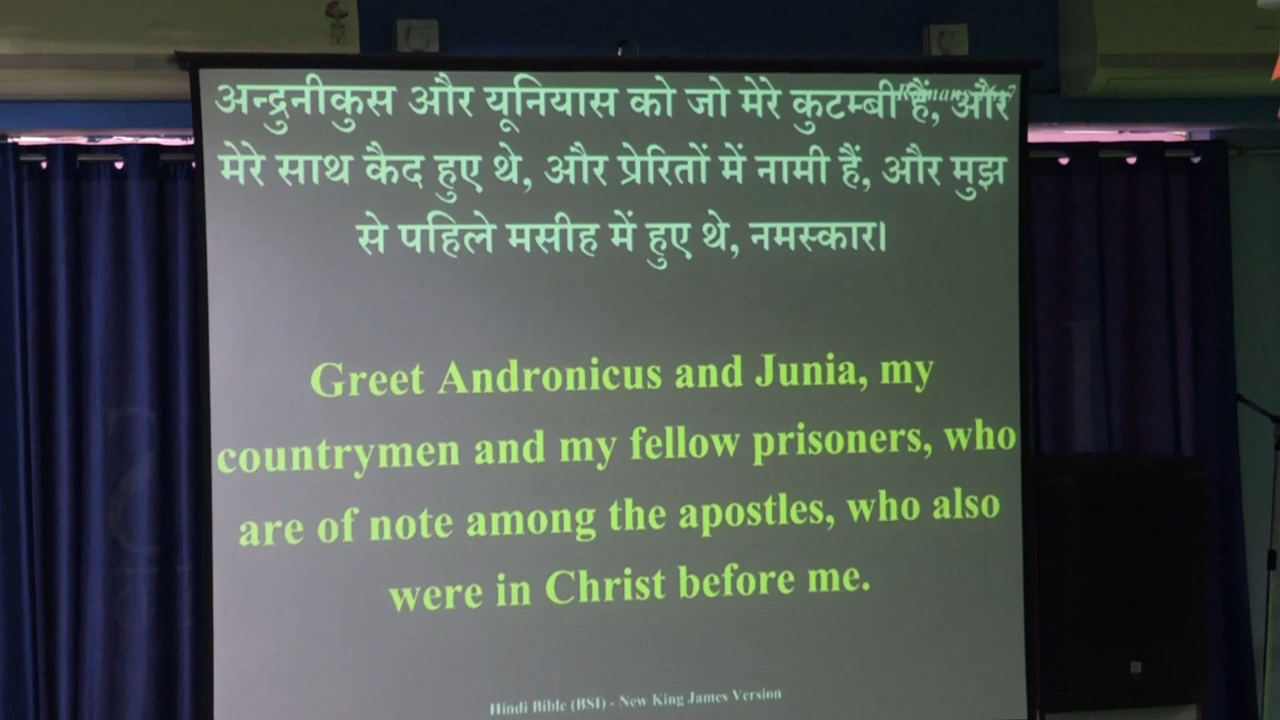 अन्द्रुनीकुस और यूनियास को जो मेरे कुटम्बी हैं, और
मेरे साथ कैद हुए थे, और प्रेरितों में नामी हैं, और मुझ
से पहिले मसीह में हुए थे, नमस्कार।
Greet Andronicus and Junia, my
countrymen and my fellow prisoners, who
are of note among the apostles, who also
were in Christ before me.
Hindi Bible (BSI) - New King James Version